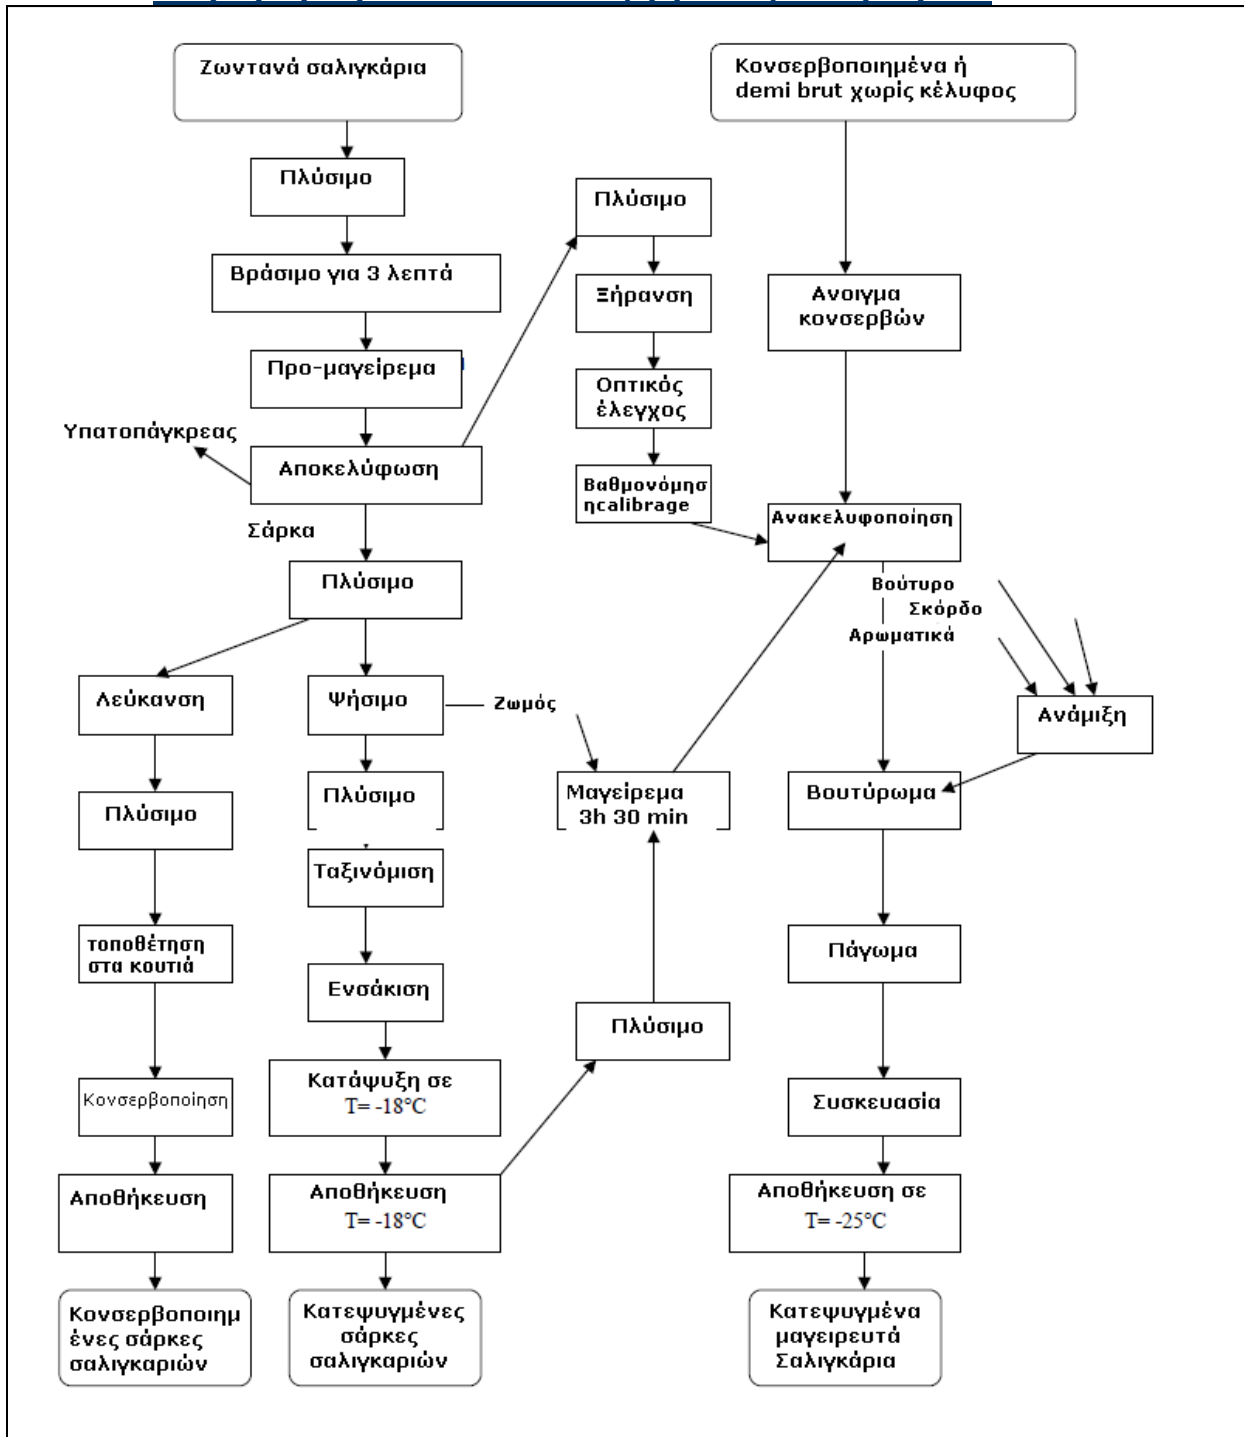 Ζωντανά σαλιγκάρια
Κονσερβοποιημένα ή
demi brut χωρίς κέλυφος
Πλύσιμο
Πλύσιμο
Βράσιμο για 3 λεπτά
Ξήρανση
Ανοιγμα
κονσερβών
Προ-μαγείρεμα
Οπτικός
έλεγχος
Υπατοπάγκρεας
Αποκελύφωση
Βαθμονόμησ
ηcalibrage
Ανακελυφοποίηση
Σάρκα
Πλύσιμο
Βούτυρο
Σκόρδο
Αρωματικά
Λεύκανση
Ψήσιμο
Ζωμός
Ανάμιξη
Πλύσιμο
Πλύσιμο
Μαγείρεμα
3h 30 min
Βουτύρωμα
Ταξινόμιση
τοποθέτηση
στα κουτιά
Ενσάκιση
Πάγωμα
Πλύσιμο
Κονσερβοποίηση
Κατάψυξη σε
T= -18°C
Συσκευασία
Αποθήκευση
Αποθήκευση
T= -18°C
Αποθήκευση σε
T= -25°C
Κονσερβοποιημ
ένες σάρκες
σαλιγκαριών
Κατεψυγμένες
σάρκες
σαλιγκαριών
Κατεψυγμένα
μαγειρευτά
Σαλιγκάρια